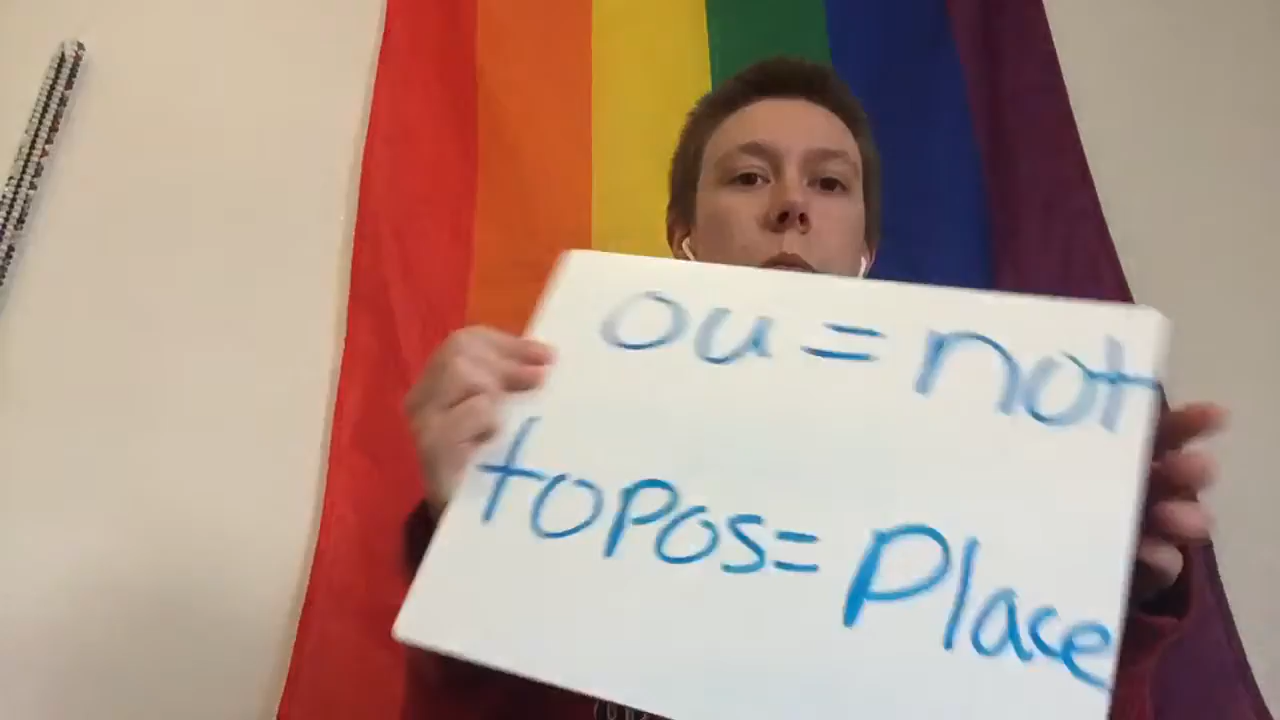 ou = not
topos = Place